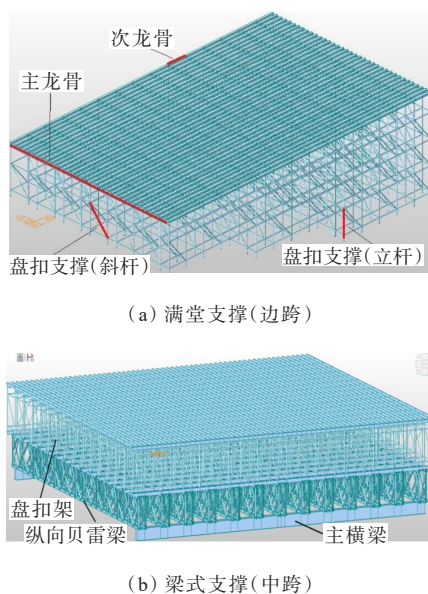 次龙骨
主龙骨
盘扣支撑(斜杆)
盘扣支撑(立杆)
(a) 满堂支撑(边跨)
盘扣架
纵向贝雷梁
主横梁
(b) 梁式支撑(中跨)